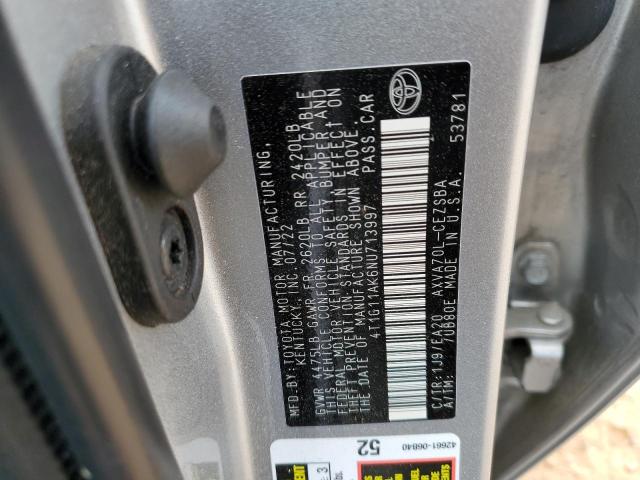 MFD.BY:TOYOTA MOTOR MANUFACTURING,
KENTUCKY, INC. 07/22
GVWR 4475LB GAWR FR 2620LB RR 2420LB
THIS VEHICLE CONFORMS TO ALL APPLICABLE
FEDERAL MOTOR VEHICLE SAFETY, BUMPER AND
THEFT PREVENTION STANDARDS IN EFFECT ON
THE DATE OF MANUFACTURE SHOWN ABOVE.
4T1G11AK6NU713997 PASS.CAR
C/TR:1J9/EA20 AXVA70L-CEZSBA
A/TM: /UB80E MADE IN U.S.A. 53781
52
42661-06840